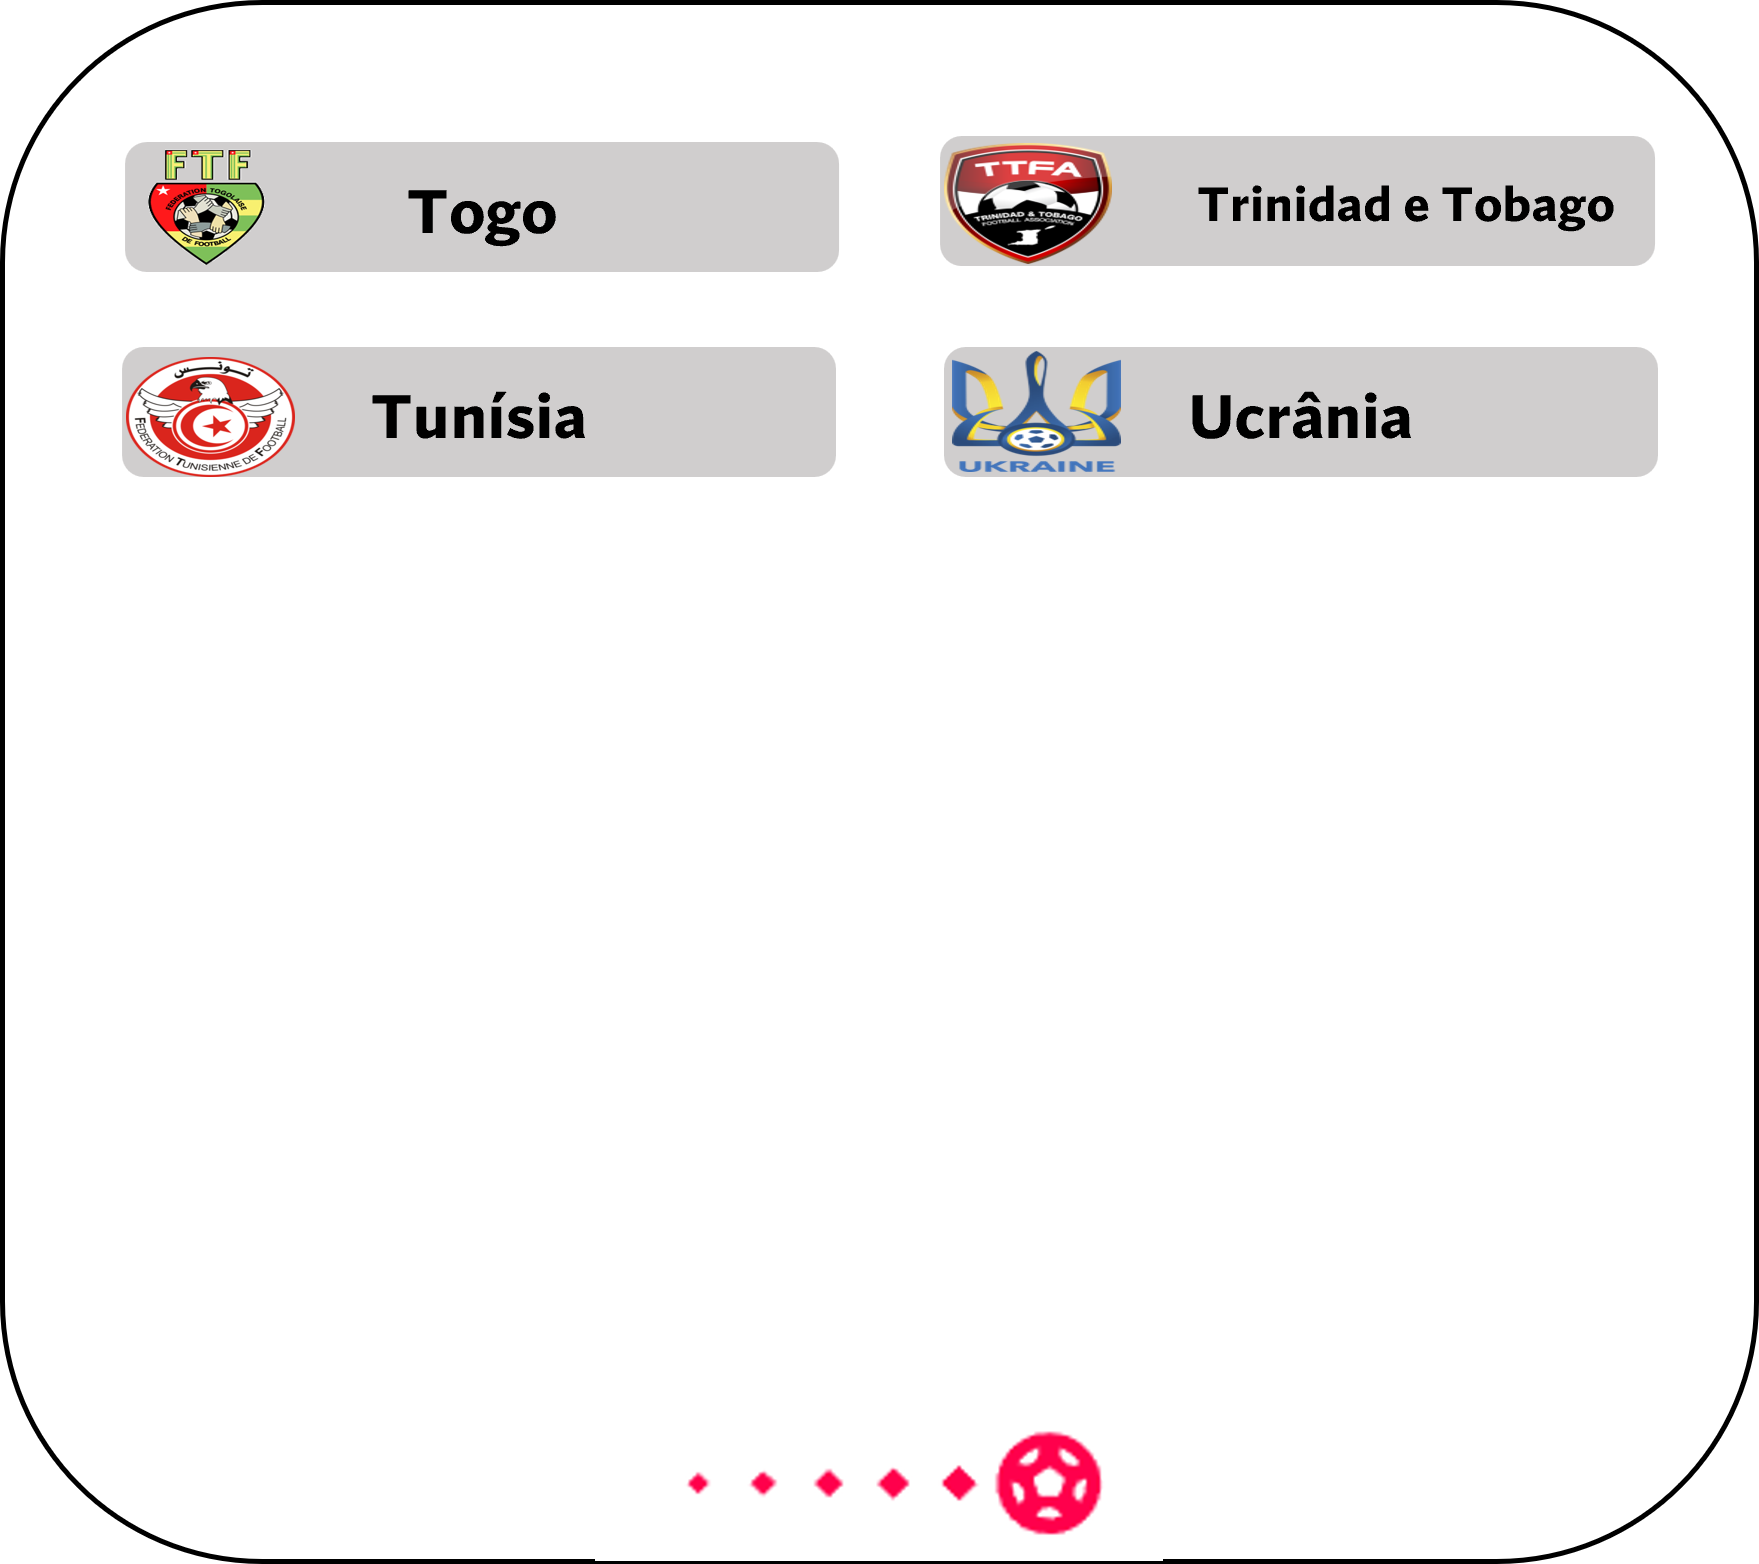 FTF
FEDERATION TOGOLAISE
DE FOOTBALL
Togo
TTFA
TRINIDAD & TOBAGO
FOOTBALL ASSOCIATION
Trinidad e Tobago
تونس
FEDERATION TUNISIENNE DE FOOTBALL
Tunísia
UKRAINE
Ucrânia